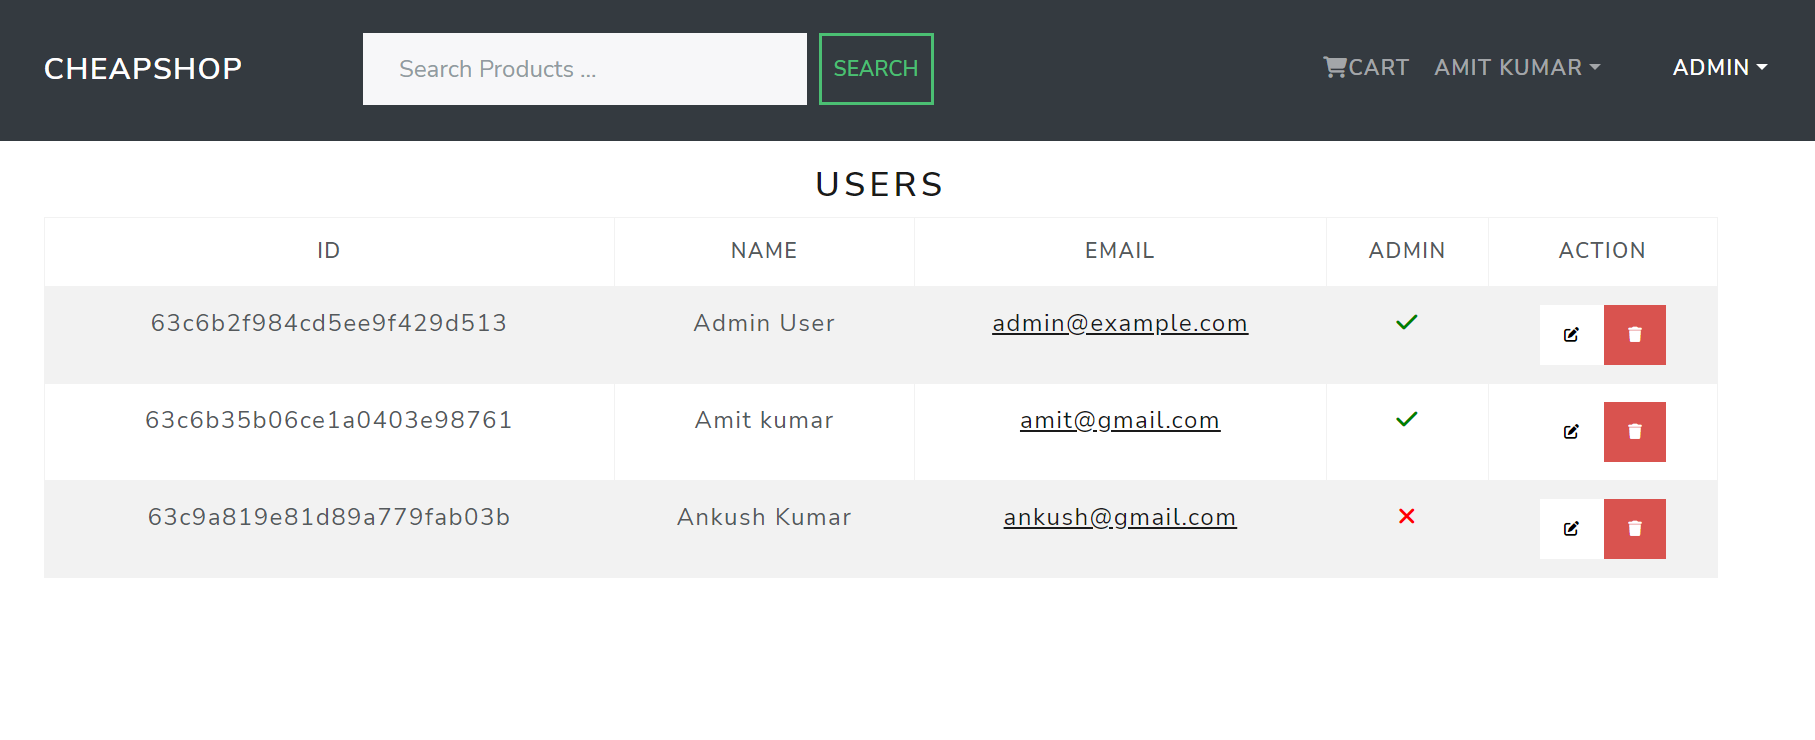 CHEAPSHOP Search Products ... SEARCH CART AMIT KUMAR ADMIN
USERS
ID NAME EMAIL ADMIN ACTION
63c6b2f984cd5ee9f429d513 Admin User admin@example.com
63c6b35b06ce1a0403e98761 Amit kumar amit@gmail.com
63c9a819e81d89a779fab03b Ankush Kumar ankush@gmail.com